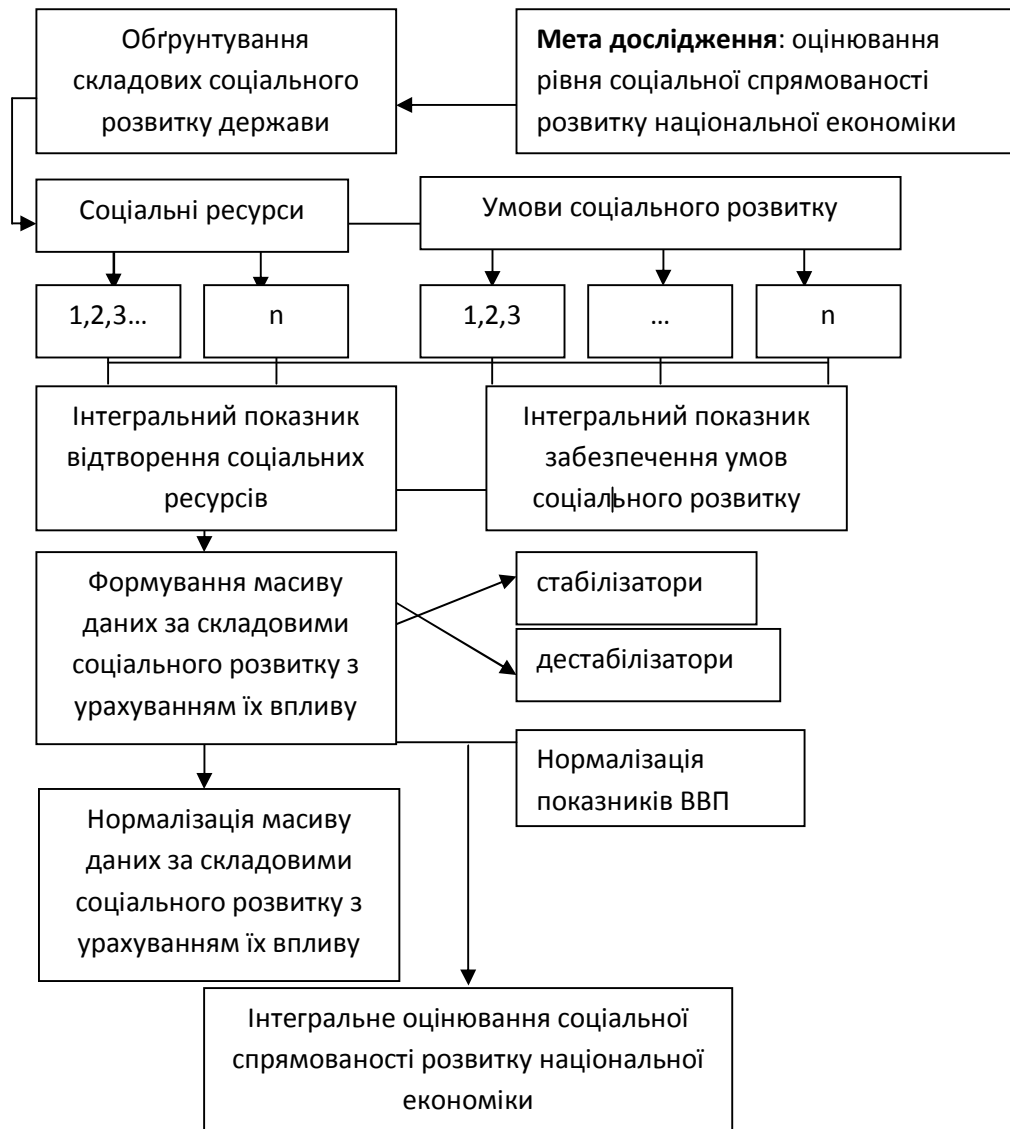 Обґрунтування
складових соціального
розвитку держави
Мета дослідження: оцінювання
рівня соціальної спрямованості
розвитку національної економіки
Соціальні ресурси
Умови соціального розвитку
1,2,3...
n
1,2,3
...
n
Інтегральний показник
відтворення соціальних
ресурсів
Інтегральний показник
забезпечення умов
соціального розвитку
Формування масиву
даних за складовими
соціального розвитку з
урахуванням їх впливу
стабілізатори
дестабілізатори
Нормалізація
показників ВВП
Нормалізація масиву
даних за складовими
соціального розвитку з
урахуванням їх впливу
Інтегральне оцінювання соціальної
спрямованості розвитку національної
економіки